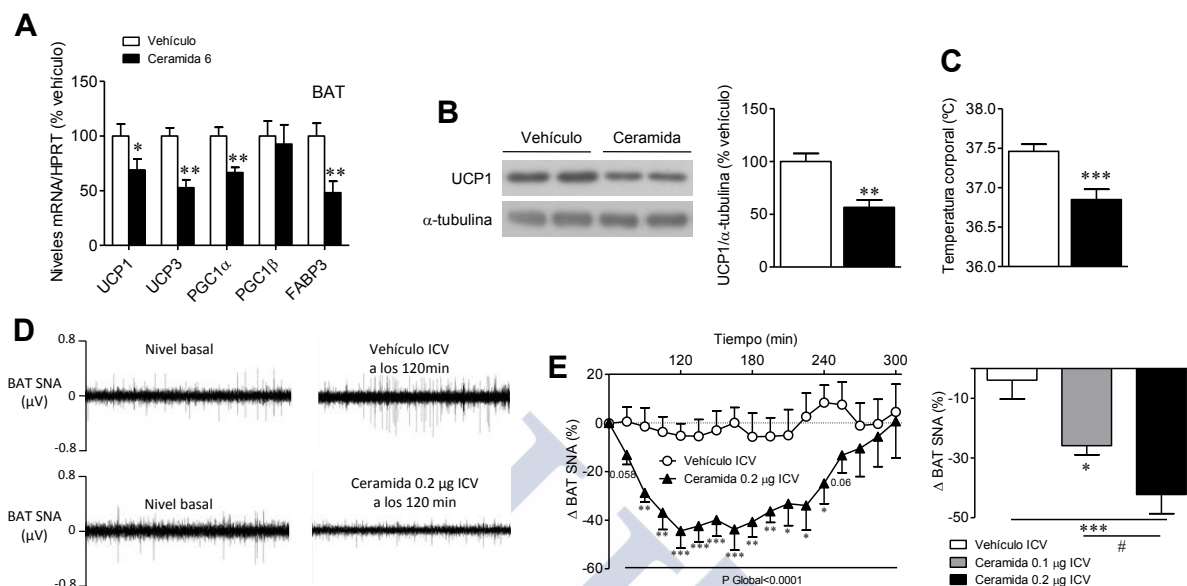 A
Vehículo
Ceramida 6
Niveles mRNA/HPRT (% vehículo)
150
100
50
0
BAT
*
**
**
**
UCP1
UCP3
PGC1α
PGC1β
FABP3
B
Vehículo
Ceramida
UCP1
α-tubulina
UCP1/α-tubulina (% vehículo)
150
100
50
0
**
C
Temperatura corporal (ºC)
38.0
37.5
37.0
36.5
36.0
***
D
0.8
BAT SNA
(µV)
0
-0.8
Nivel basal
Vehículo ICV
a los 120min
0.8
BAT SNA
(µV)
0
-0.8
Nivel basal
Ceramida 0.2 µg ICV
a los 120 min
E
Tiempo (min)
120
180
240
300
Δ BAT SNA (%)
20
0
-20
-40
-60
Vehículo ICV
Ceramida 0.2 µg ICV
0.058
**
**
***
***
***
***
**
**
*
*
*
0.06
P Global<0.0001
Δ BAT SNA (%)
-10
-30
-50
*
***
#
Vehículo ICV
Ceramida 0.1 µg ICV
Ceramida 0.2 µg ICV